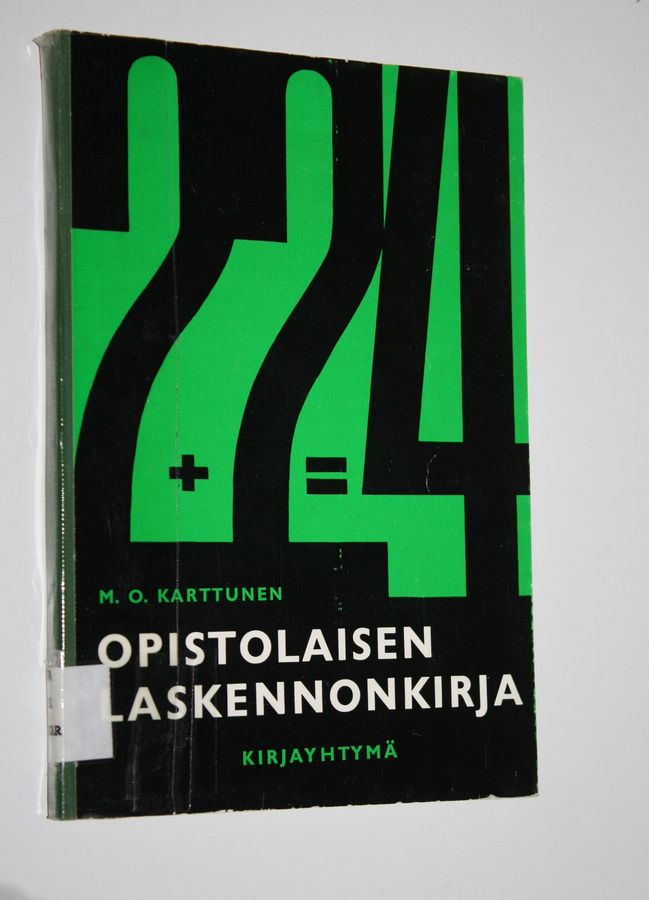 2 + 2 = 4
M. O. KARTTUNEN
OPISTOLAISEN
LASKENNONKIRJA
KIRJAYHTYMÄ